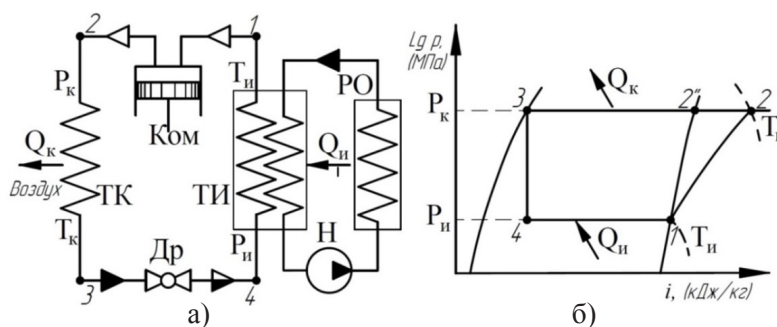 2
1
Pк
Tи
РО
Ком
Qк
Qи
Воздух
ТК
ТИ
Tк
Pи
Н
Др
3
4
а)
Lg p,
(МПа)
Qк
3
2"
2
Pк
Pи
4
1
Tи
Qи
i, (кДж/кг)
б)